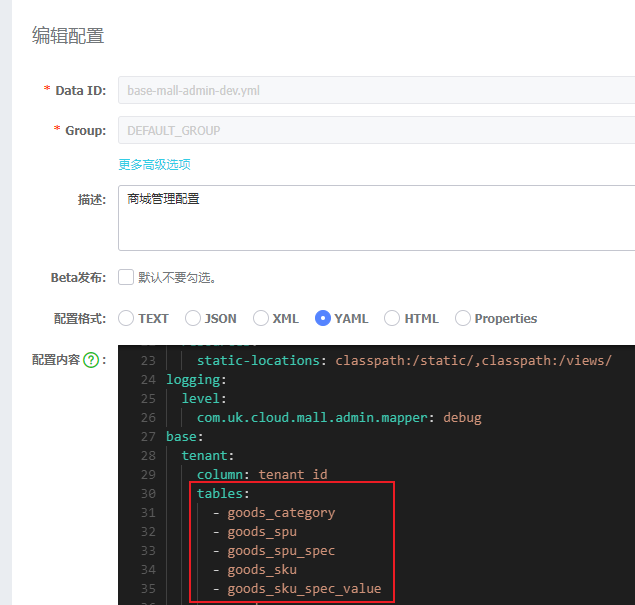 编辑配置
* Data ID: base-mall-admin-dev.yml
* Group: DEFAULT_GROUP
更多高级选项
描述: 商城管理配置
Beta发布: 默认不要勾选。
配置格式: TEXT JSON XML YAML HTML Properties
配置内容 ? :
23 static-locations: classpath:/static/,classpath:/views/
24 logging:
25 level:
26 com.uk.cloud.mall.admin.mapper: debug
27 base:
28 tenant:
29 column: tenant_id
30 tables:
31 - goods_category
32 - goods_spu
33 - goods_spu_spec
34 - goods_sku
35 - goods_sku_spec_value